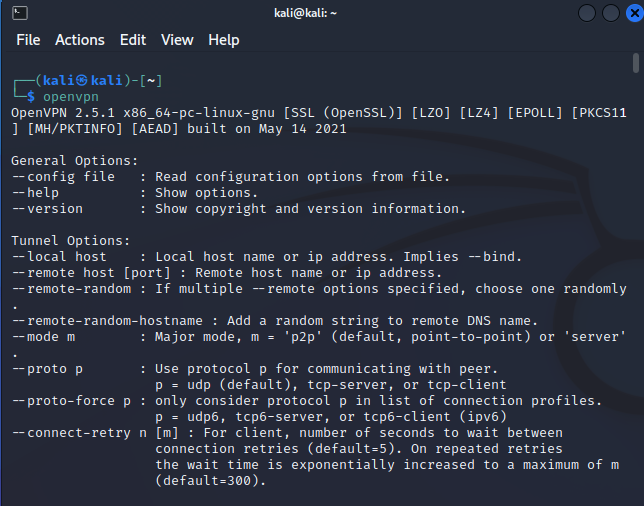 kali@kali: ~
File Actions Edit View Help
┌──(kali㉿kali)-[~]
└─$ openvpn
OpenVPN 2.5.1 x86_64-pc-linux-gnu [SSL (OpenSSL)] [LZO] [LZ4] [EPOLL] [PKCS11
] [MH/PKTINFO] [AEAD] built on May 14 2021
General Options:
--config file   : Read configuration options from file.
--help          : Show options.
--version       : Show copyright and version information.
Tunnel Options:
--local host    : Local host name or ip address. Implies --bind.
--remote host [port] : Remote host name or ip address.
--remote-random : If multiple --remote options specified, choose one randomly
.
--remote-random-hostname : Add a random string to remote DNS name.
--mode m        : Major mode, m = 'p2p' (default, point-to-point) or 'server'
.
--proto p       : Use protocol p for communicating with peer.
                  p = udp (default), tcp-server, or tcp-client
--proto-force p : only consider protocol p in list of connection profiles.
                  p = udp6, tcp6-server, or tcp6-client (ipv6)
--connect-retry n [m] : For client, number of seconds to wait between
                  connection retries (default=5). On repeated retries
                  the wait time is exponentially increased to a maximum of m
                  (default=300).